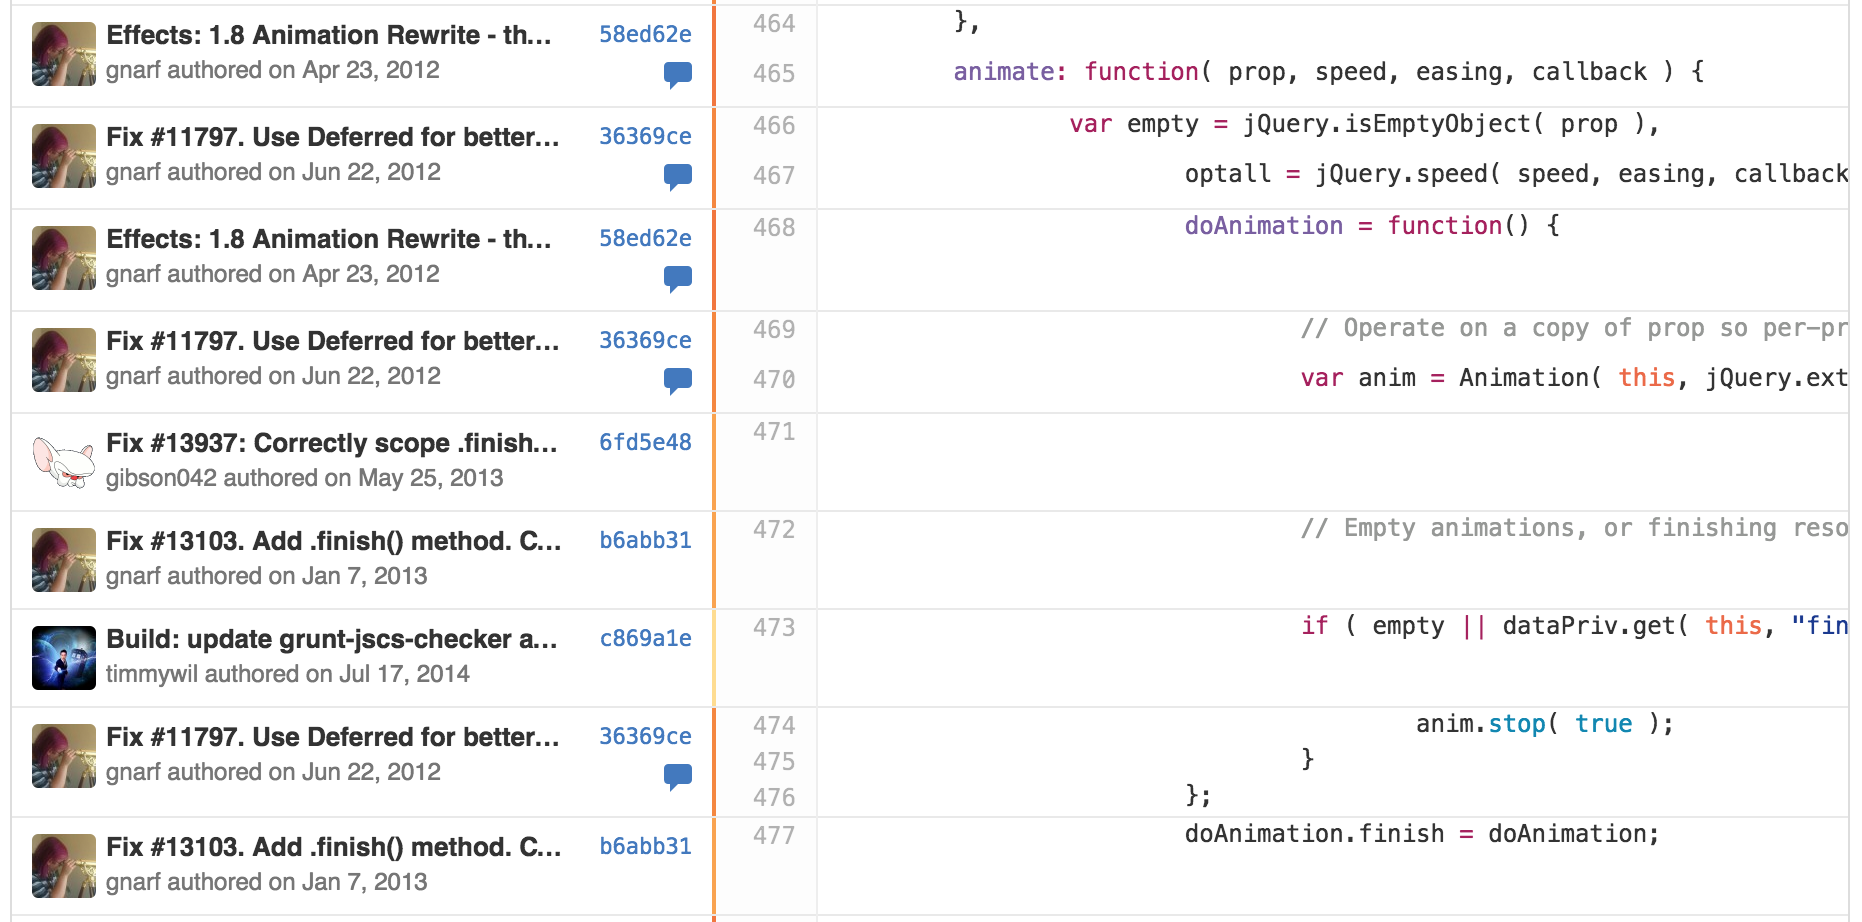 Effects: 1.8 Animation Rewrite - th... 58ed62e 464 },
gnarf authored on Apr 23, 2012 465 animate: function( prop, speed, easing, callback ) {
Fix #11797. Use Deferred for better... 36369ce 466 var empty = jQuery.isEmptyObject( prop ),
gnarf authored on Jun 22, 2012 467 optall = jQuery.speed( speed, easing, callback
Effects: 1.8 Animation Rewrite - th... 58ed62e 468 doAnimation = function() {
gnarf authored on Apr 23, 2012
Fix #11797. Use Deferred for better... 36369ce 469 // Operate on a copy of prop so per-pr
gnarf authored on Jun 22, 2012 470 var anim = Animation( this, jQuery.ext
Fix #13937: Correctly scope .finish... 6fd5e48 471
gibson042 authored on May 25, 2013
Fix #13103. Add .finish() method. C... b6abb31 472 // Empty animations, or finishing reso
gnarf authored on Jan 7, 2013
Build: update grunt-jscs-checker a... c869a1e 473 if ( empty || dataPriv.get( this, "fin
timmywil authored on Jul 17, 2014
Fix #11797. Use Deferred for better... 36369ce 474 anim.stop( true );
gnarf authored on Jun 22, 2012 475 }
476 };
Fix #13103. Add .finish() method. C... b6abb31 477 doAnimation.finish = doAnimation;
gnarf authored on Jan 7, 2013